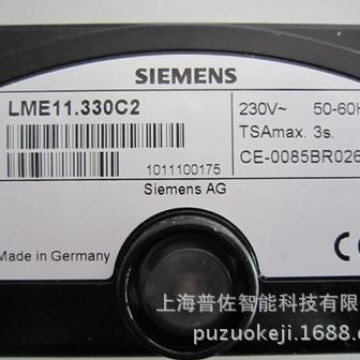 SIEMENS
LME11.330C2
230V~ 50-60H
TSAmax. 3s.
1011100175
CE-0085BR026
Siemens AG
Made in Germany
CE
上海普佐智能科技有限
puzuokeji.1688.c